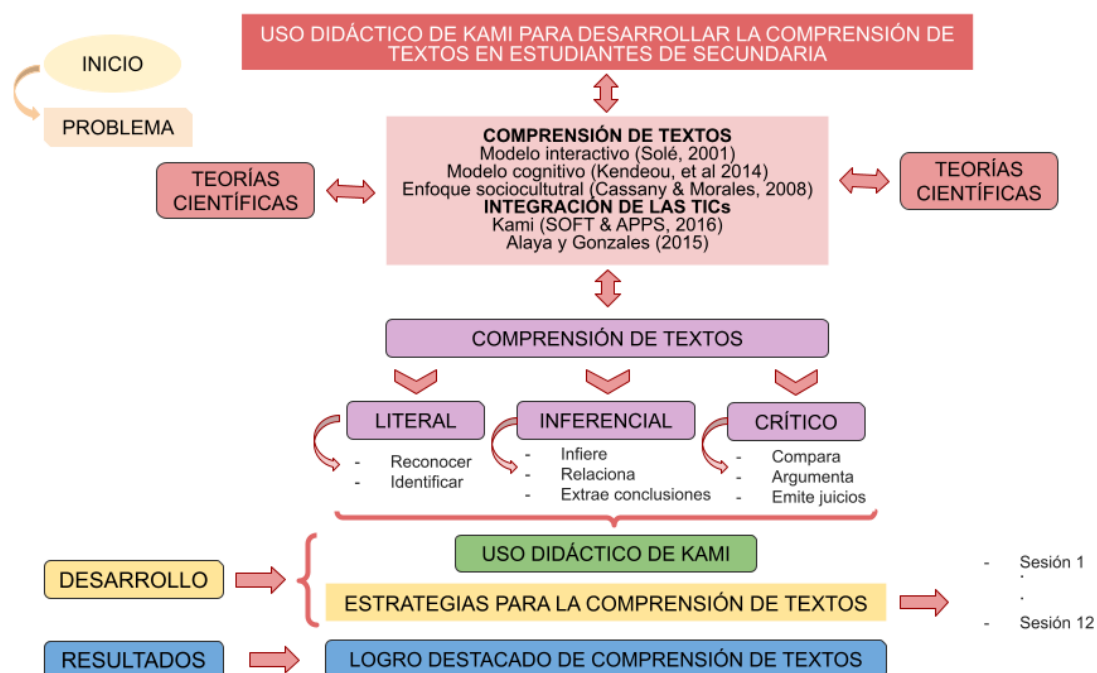 USO DIDÁCTICO DE KAMI PARA DESARROLLAR LA COMPRENSIÓN DE
TEXTOS EN ESTUDIANTES DE SECUNDARIA
INICIO
PROBLEMA
COMPRENSIÓN DE TEXTOS
Modelo interactivo (Solé, 2001)
Modelo cognitivo (Kendeou, et al 2014)
Enfoque sociocultutral (Cassany & Morales, 2008)
INTEGRACIÓN DE LAS TICs
Kami (SOFT & APPS, 2016)
Alaya y Gonzales (2015)
TEORÍAS
CIENTÍFICAS
TEORÍAS
CIENTÍFICAS
COMPRENSIÓN DE TEXTOS
LITERAL
- Reconocer
- Identificar
INFERENCIAL
- Infiere
- Relaciona
- Extrae conclusiones
CRÍTICO
- Compara
- Argumenta
- Emite juicios
DESARROLLO
USO DIDÁCTICO DE KAMI
ESTRATEGIAS PARA LA COMPRENSIÓN DE TEXTOS
- Sesión 1
.
.
- Sesión 12
RESULTADOS
LOGRO DESTACADO DE COMPRENSIÓN DE TEXTOS